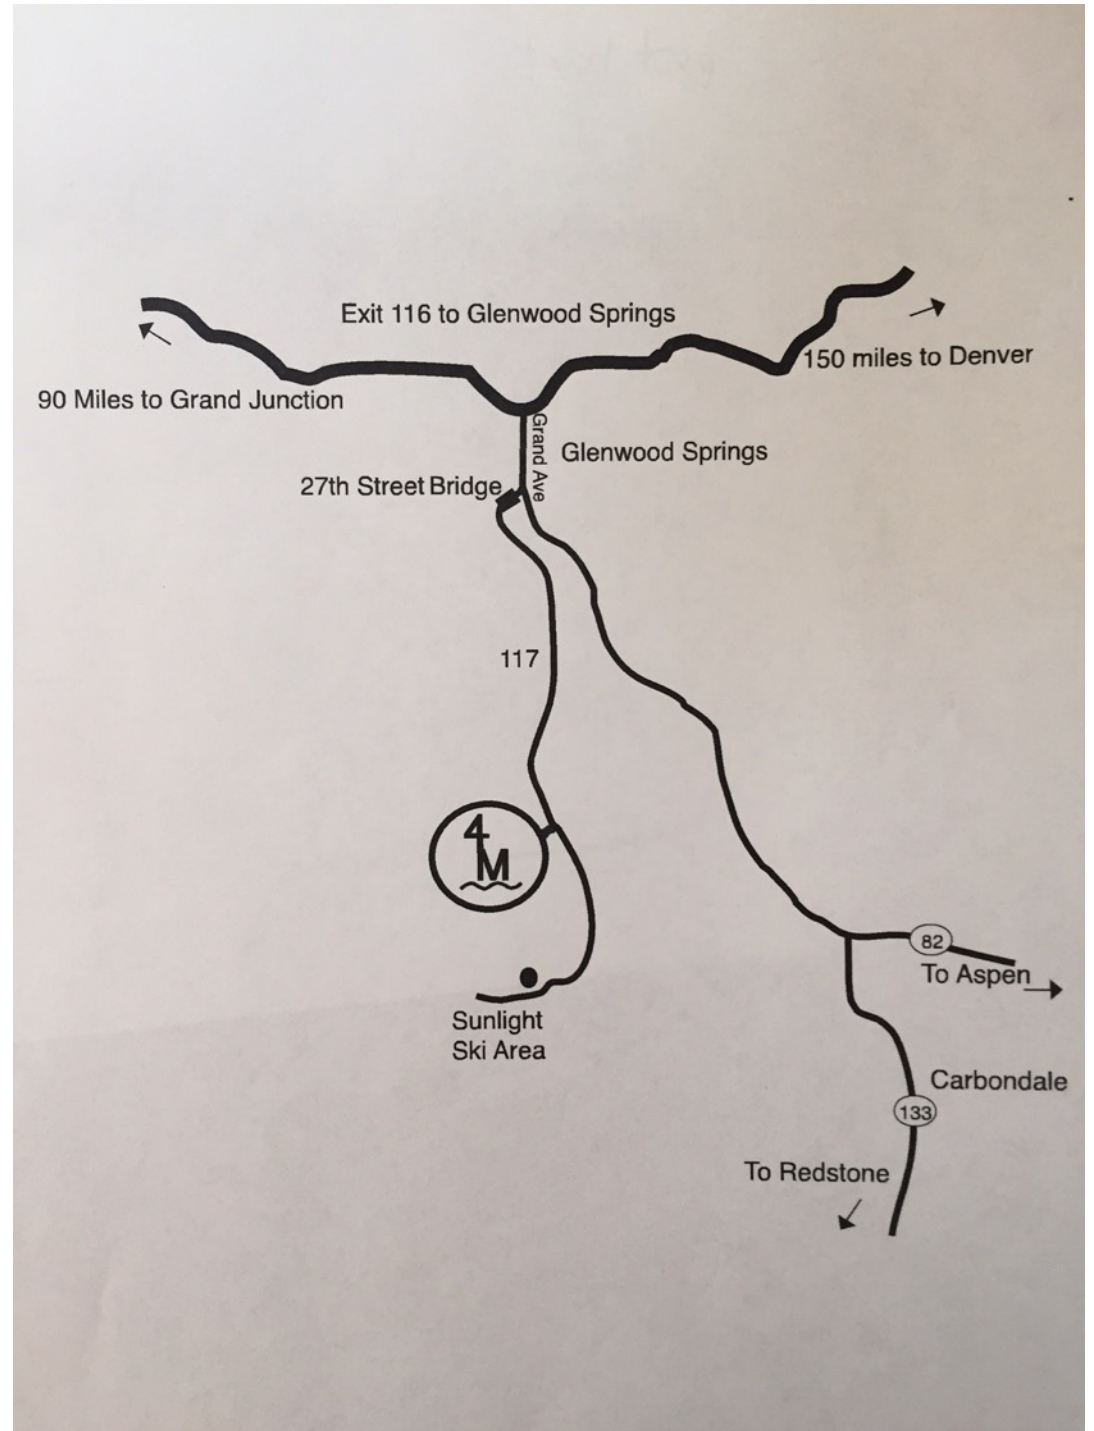 Exit 116 to Glenwood Springs
150 miles to Denver
90 Miles to Grand Junction
Grand Ave
Glenwood Springs
27th Street Bridge
117
4
M
82
To Aspen
Sunlight
Ski Area
Carbondale
133
To Redstone